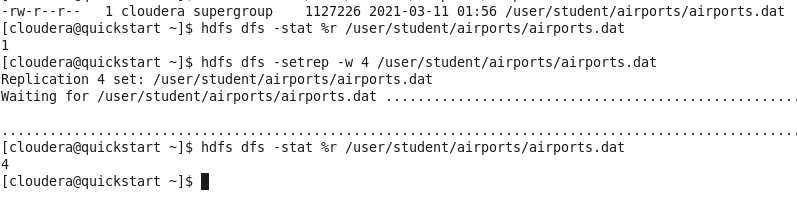 -rw-r--r--   1 cloudera supergroup    1127226 2021-03-11 01:56 /user/student/airports/airports.dat
[cloudera@quickstart ~]$ hdfs dfs -stat %r /user/student/airports/airports.dat
1
[cloudera@quickstart ~]$ hdfs dfs -setrep -w 4 /user/student/airports/airports.dat
Replication 4 set: /user/student/airports/airports.dat
Waiting for /user/student/airports/airports.dat ....................................................
....................................................................................................
[cloudera@quickstart ~]$ hdfs dfs -stat %r /user/student/airports/airports.dat
4
[cloudera@quickstart ~]$